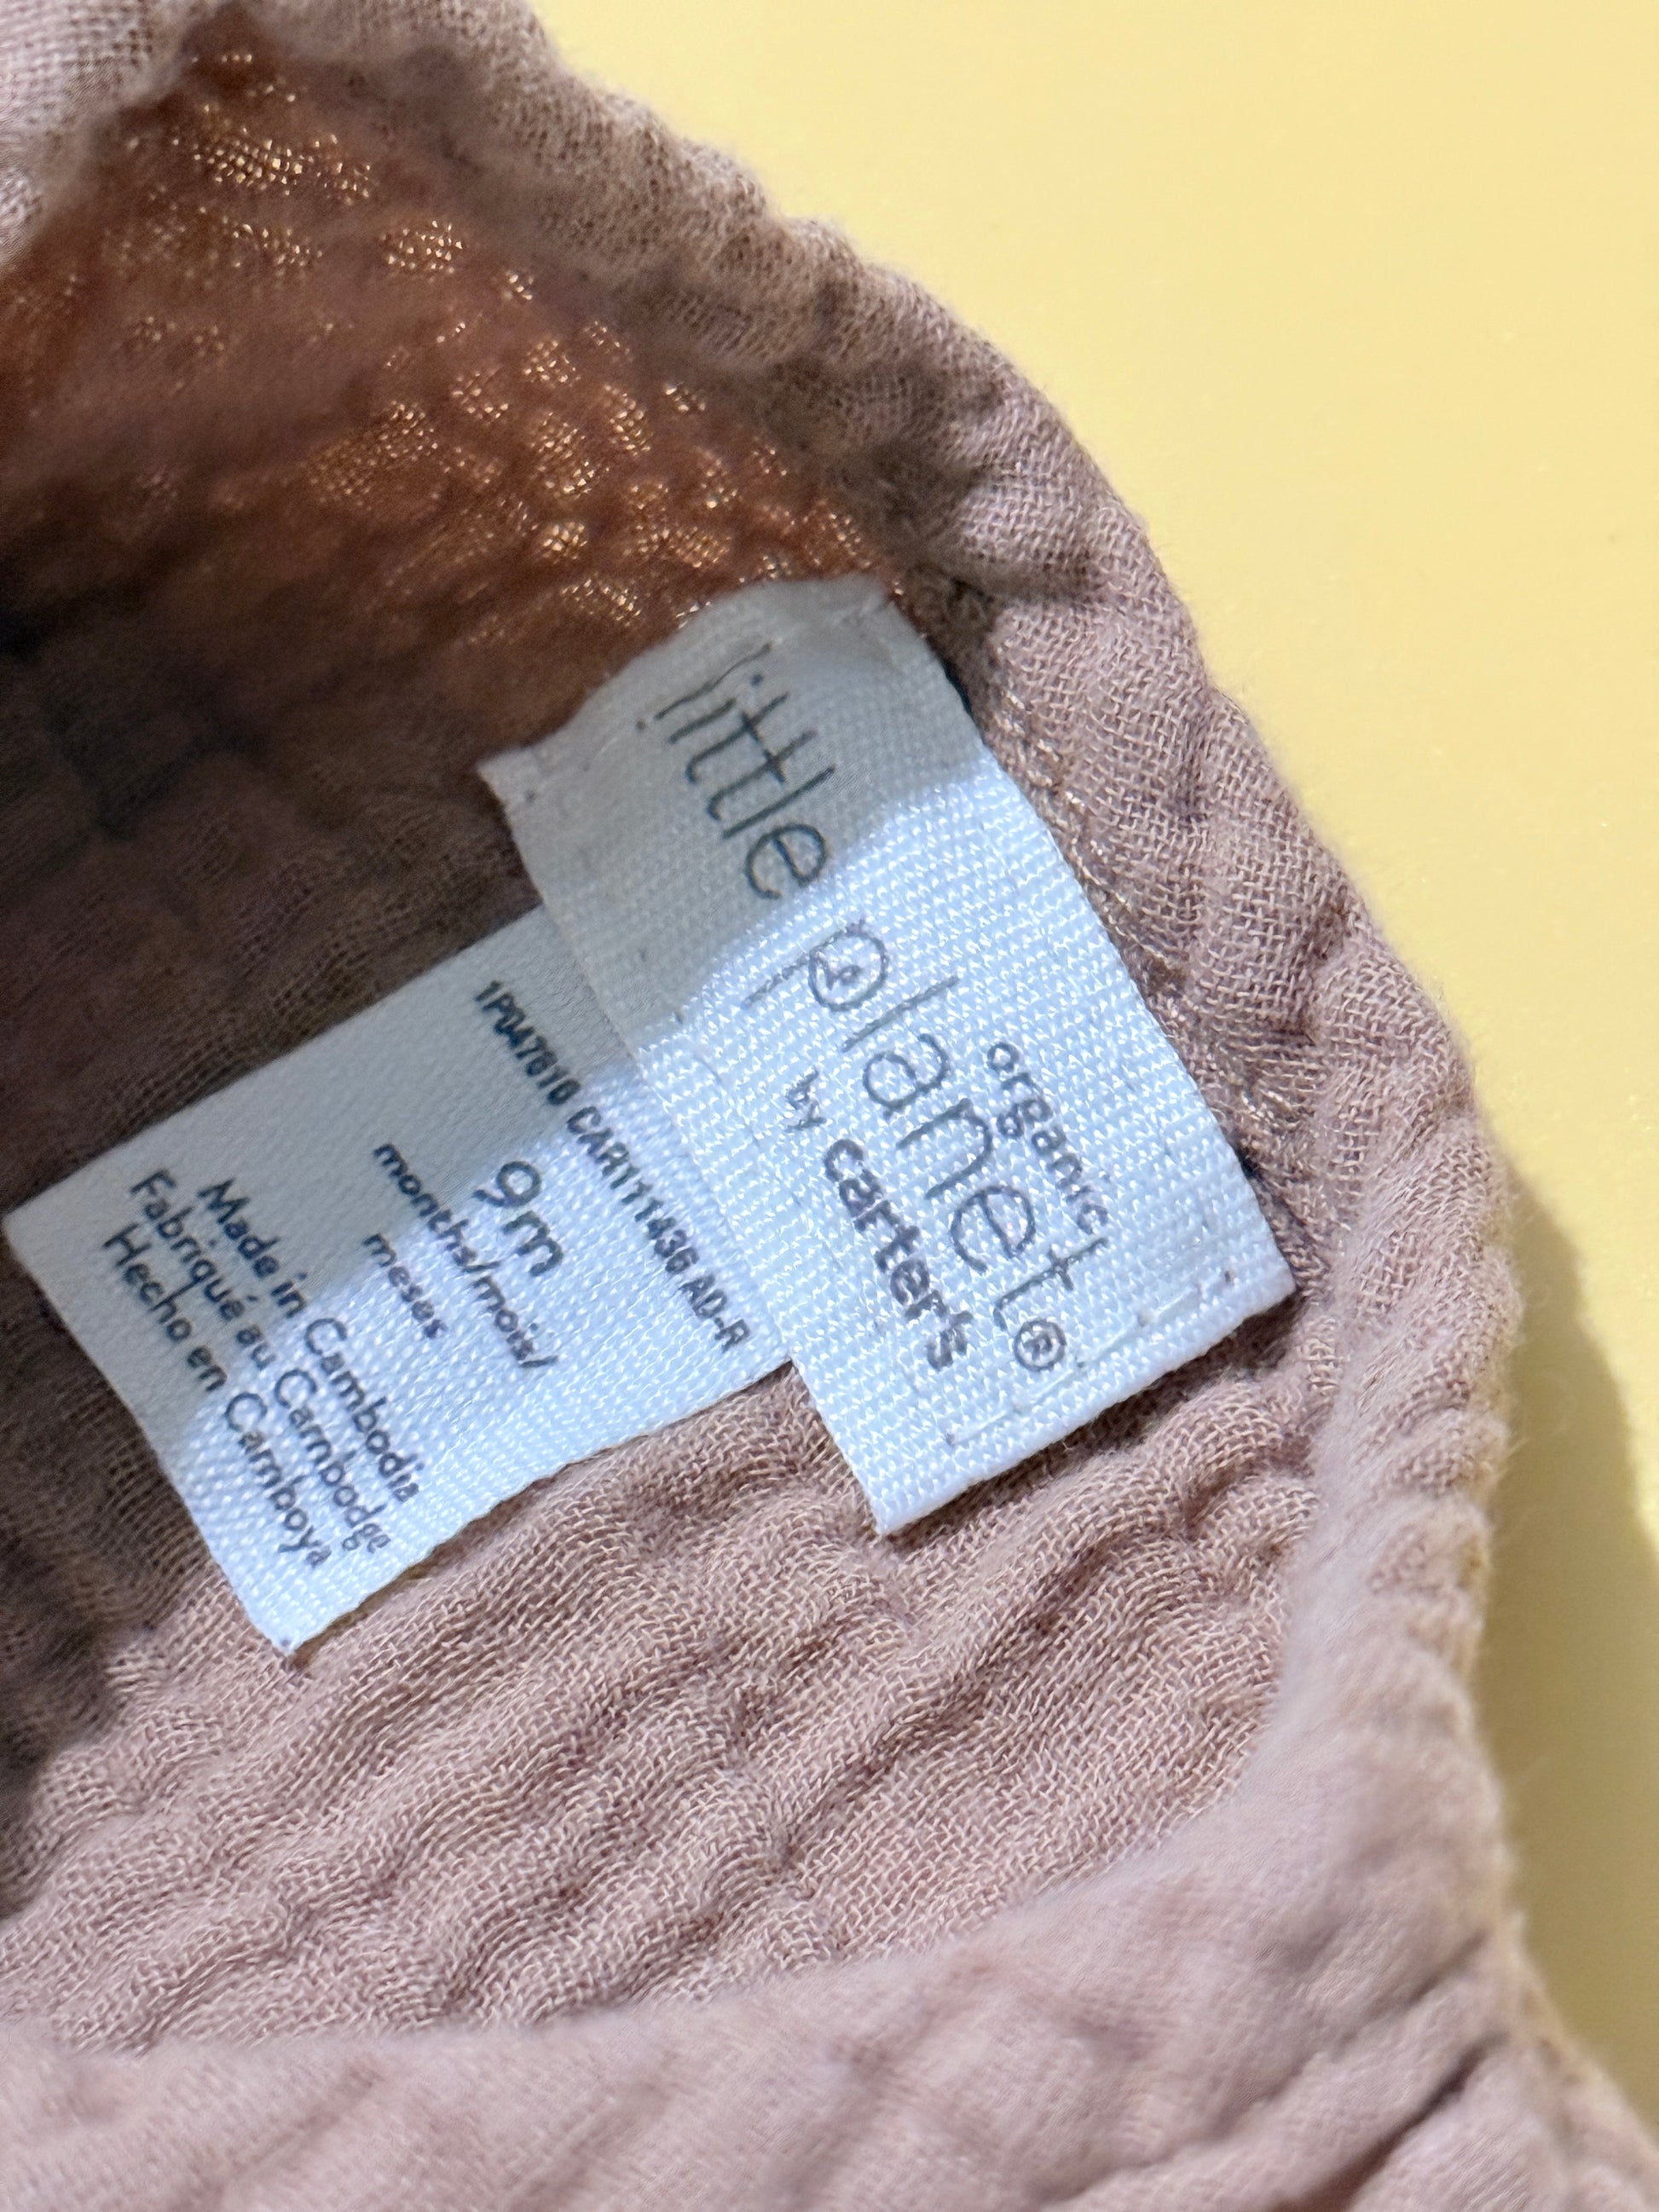 little planet®
organic
by carter's
1P047610 CAR111436 AD-R
9m
months/mois/
meses
Made in Cambodia
Fabriqué au Cambodge
Hecho en Camboya